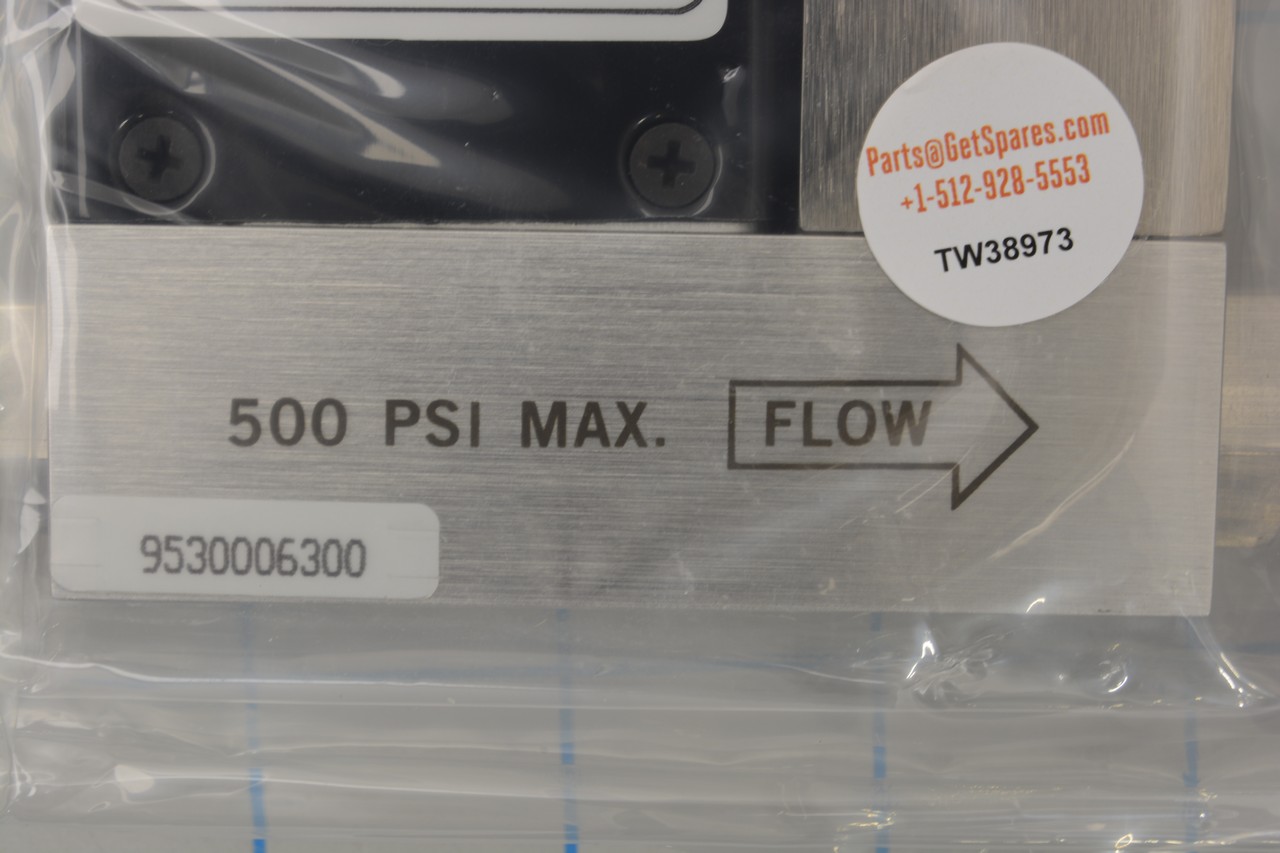 Parts@GetSpares.com
+1-512-928-5553
TW38973
500 PSI MAX. FLOW
9530006300